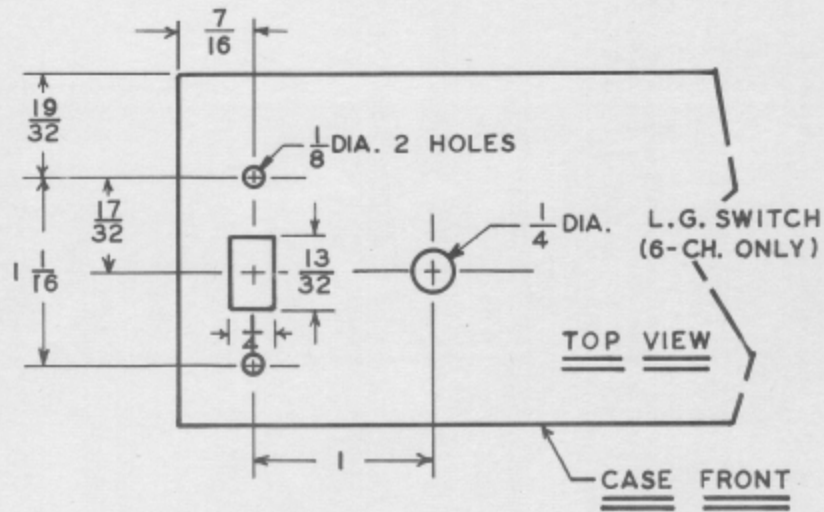 7/16
19/32
1/8 DIA. 2 HOLES
17/32
1/4 DIA.
L.G. SWITCH
(6-CH. ONLY)
1 1/16
13/32
1/4
TOP VIEW
1
CASE FRONT